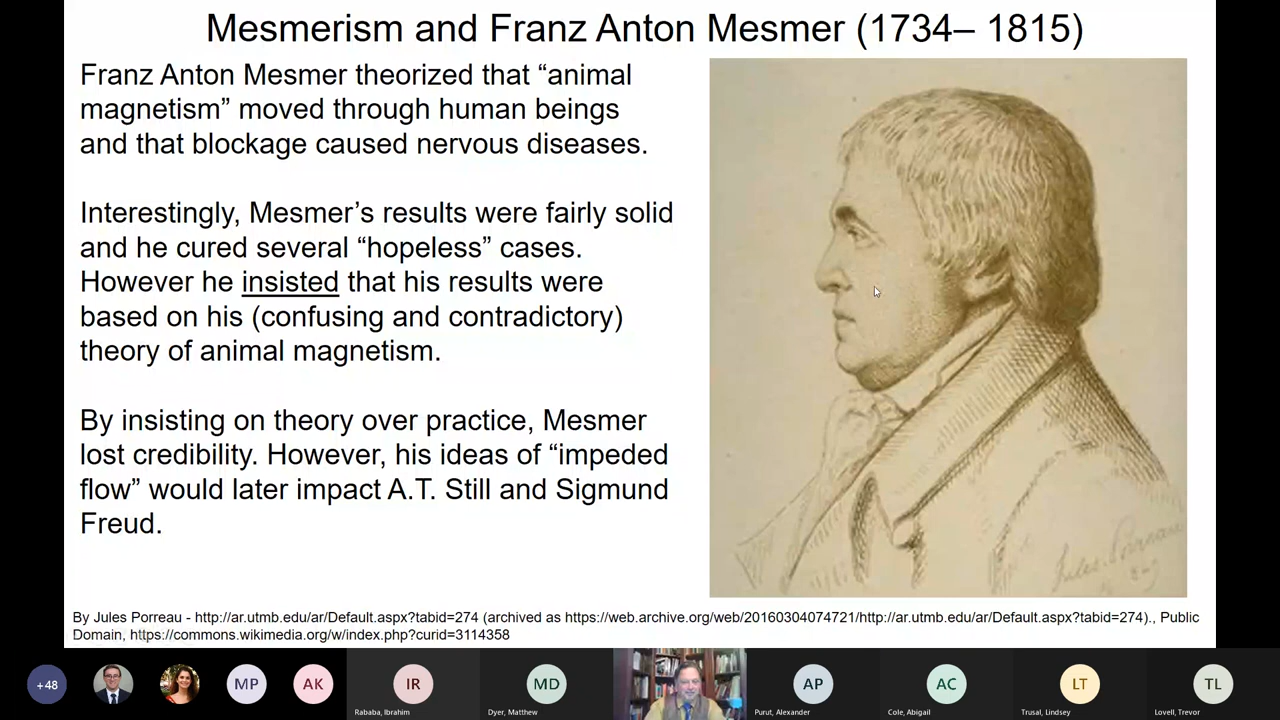 Mesmerism and Franz Anton Mesmer (1734– 1815)
Franz Anton Mesmer theorized that “animal
magnetism” moved through human beings
and that blockage caused nervous diseases.
Interestingly, Mesmer’s results were fairly solid
and he cured several “hopeless” cases.
However he insisted that his results were
based on his (confusing and contradictory)
theory of animal magnetism.
By insisting on theory over practice, Mesmer
lost credibility. However, his ideas of “impeded
flow” would later impact A.T. Still and Sigmund
Freud.
Jules Porreau
By Jules Porreau - http://ar.utmb.edu/ar/Default.aspx?tabid=274 (archived as https://web.archive.org/web/20160304074721/http://ar.utmb.edu/ar/Default.aspx?tabid=274)., Public
Domain, https://commons.wikimedia.org/w/index.php?curid=3114358
+48
MP
AK
IR
MD
AP
AC
LT
TL
Rababa, Ibrahim
Dyer, Matthew
Purut, Alexander
Cole, Abigail
Trusal, Lindsey
Lovell, Trevor